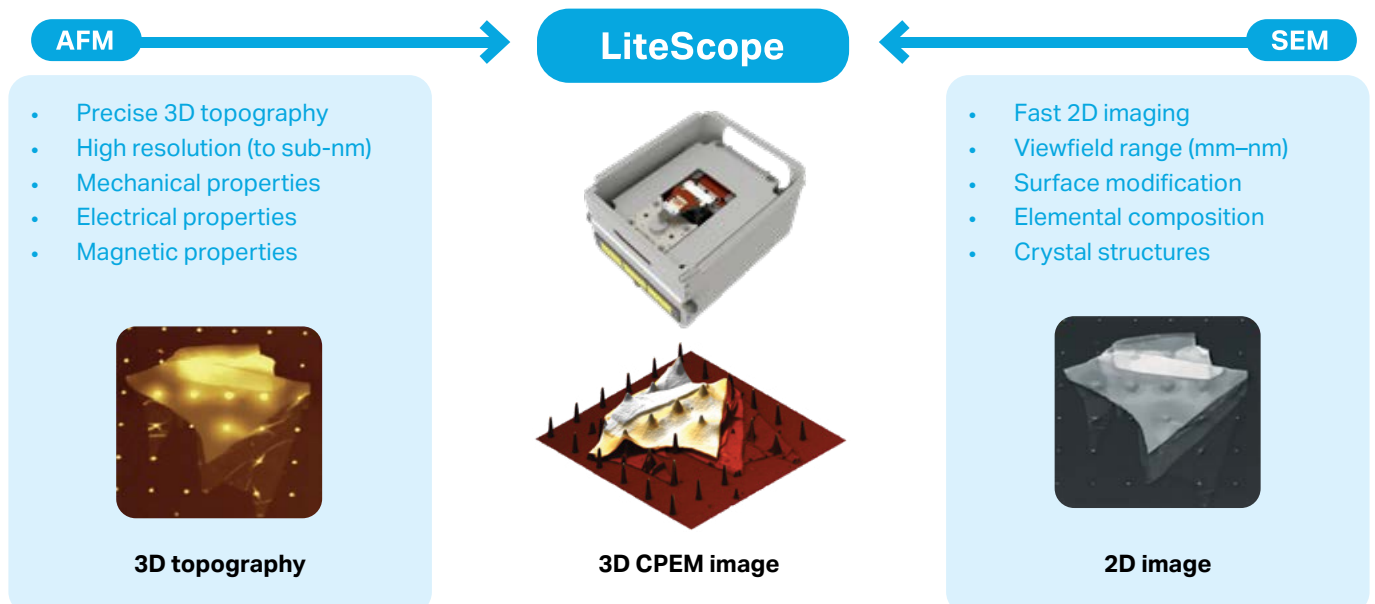 AFM
LiteScope
SEM
• Precise 3D topography
• High resolution (to sub-nm)
• Mechanical properties
• Electrical properties
• Magnetic properties
• Fast 2D imaging
• Viewfield range (mm–nm)
• Surface modification
• Elemental composition
• Crystal structures
3D topography
3D CPEM image
2D image